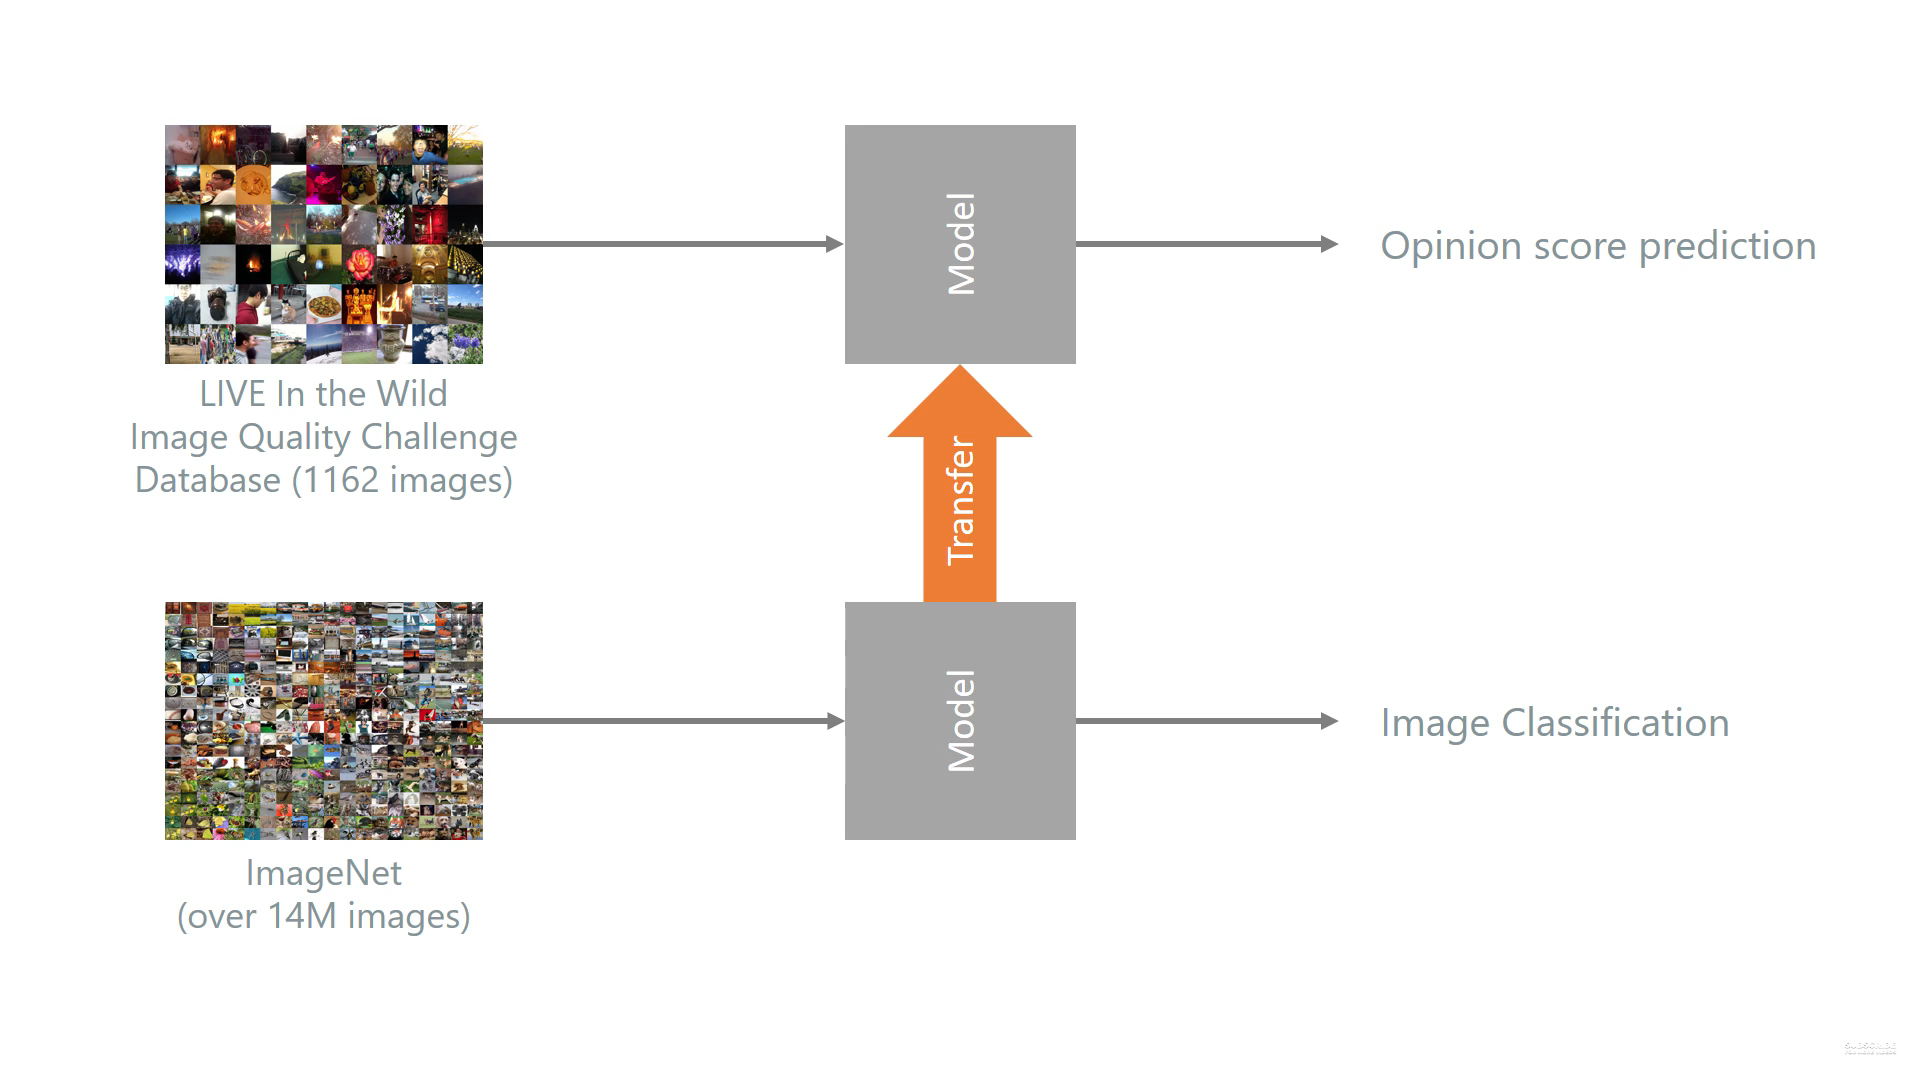 Model
Opinion score prediction
LIVE In the Wild
Image Quality Challenge
Database (1162 images)
Transfer
Model
Image Classification
ImageNet
(over 14M images)